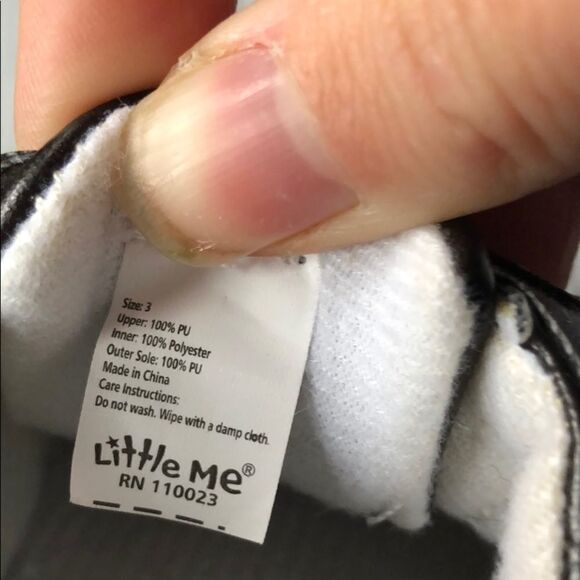 Size: 3
Upper: 100% PU
Inner: 100% Polyester
Outer Sole: 100% PU
Made in China
Care Instructions:
Do not wash. Wipe with a damp cloth.
Little Me®
RN 110023